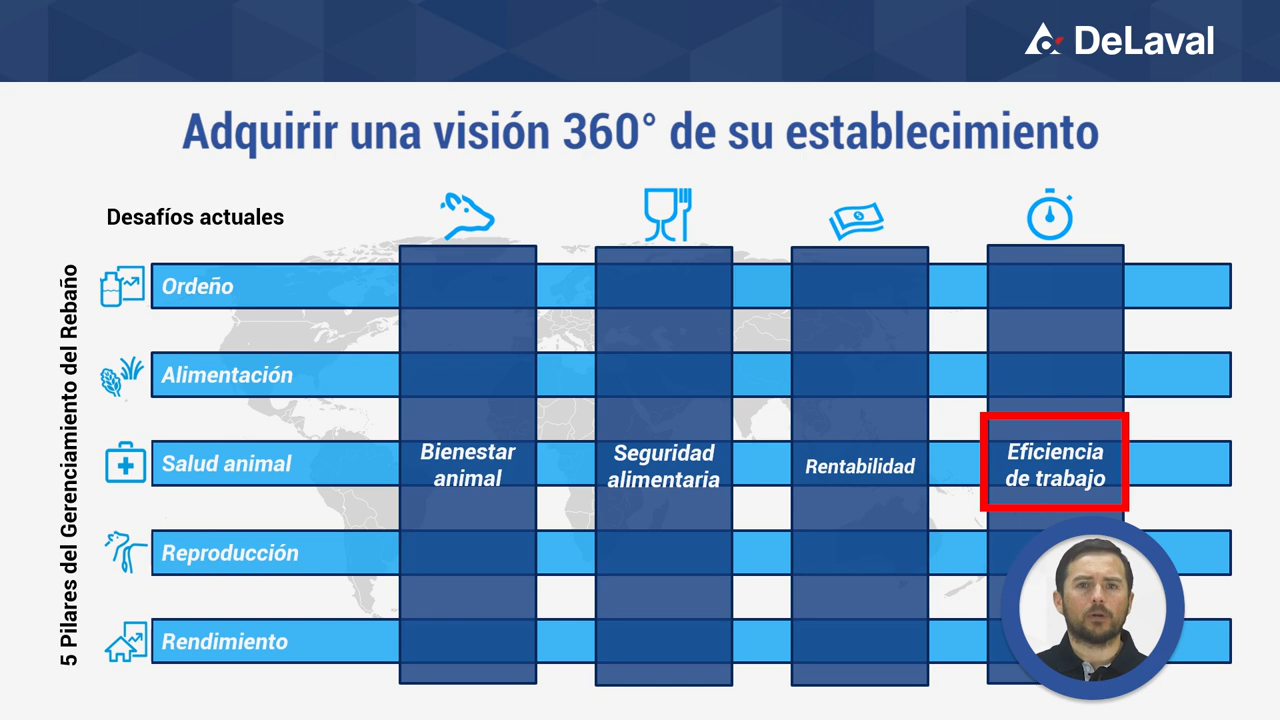 DeLaval
Adquirir una visión 360° de su establecimiento
Desafíos actuales
5 Pilares del Gerenciamiento del Rebaño
Ordeño
Alimentación
Salud animal
Reproducción
Rendimiento
Bienestar
animal
Seguridad
alimentaria
Rentabilidad
Eficiencia
de trabajo